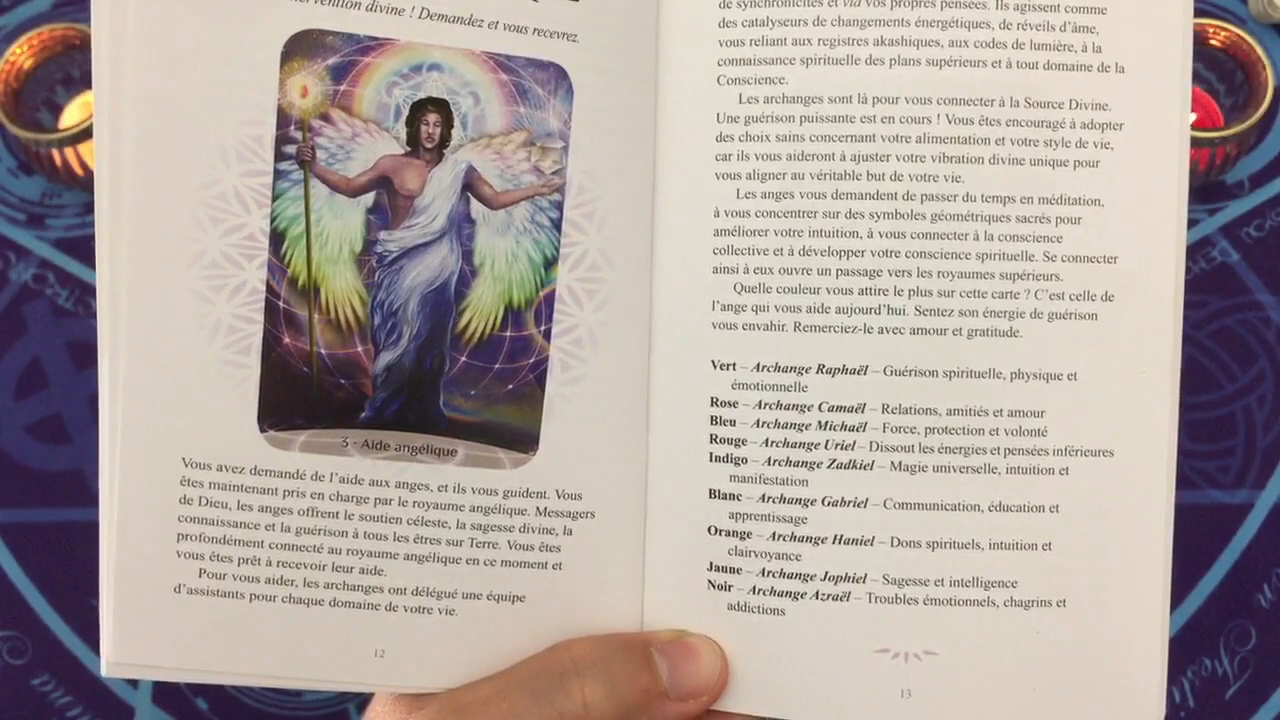 divine ! Demandez et vous recevrez.
3 · Aide angélique
Vous avez demandé de l'aide aux anges, et ils vous guident. Vous
êtes maintenant pris en charge par le royaume angélique. Messagers
de Dieu, les anges offrent le soutien céleste, la sagesse divine, la
connaissance et la guérison à tous les êtres sur Terre. Vous êtes
profondément connecté au royaume angélique en ce moment et
vous êtes prêt à recevoir leur aide.
Pour vous aider, les archanges ont délégué une équipe
d'assistants pour chaque domaine de votre vie.
12
de synchronicités et via vos propres pensées. Ils agissent comme
des catalyseurs de changements énergétiques, de réveils d'âme,
vous reliant aux registres akashiques, aux codes de lumière, à la
connaissance spirituelle des plans supérieurs et à tout domaine de la
Conscience.
Les archanges sont là pour vous connecter à la Source Divine.
Une guérison puissante est en cours ! Vous êtes encouragé à adopter
des choix sains concernant votre alimentation et votre style de vie,
car ils vous aideront à ajuster votre vibration divine unique pour
vous aligner au véritable but de votre vie.
Les anges vous demandent de passer du temps en méditation,
à vous concentrer sur des symboles géométriques sacrés pour
améliorer votre intuition, à vous connecter à la conscience
collective et à développer votre conscience spirituelle. Se connecter
ainsi à eux ouvre un passage vers les royaumes supérieurs.
Quelle couleur vous attire le plus sur cette carte ? C'est celle de
l'ange qui vous aide aujourd'hui. Sentez son énergie de guérison
vous envahir. Remerciez-le avec amour et gratitude.
Vert – Archange Raphaël – Guérison spirituelle, physique et
émotionnelle
Rose – Archange Camaël – Relations, amitiés et amour
Bleu – Archange Michaël – Force, protection et volonté
Rouge – Archange Uriel – Dissout les énergies et pensées inférieures
Indigo – Archange Zadkiel – Magie universelle, intuition et
manifestation
Blanc – Archange Gabriel – Communication, éducation et
apprentissage
Orange – Archange Haniel – Dons spirituels, intuition et
clairvoyance
Jaune – Archange Jophiel – Sagesse et intelligence
Noir – Archange Azraël – Troubles émotionnels, chagrins et
addictions
13